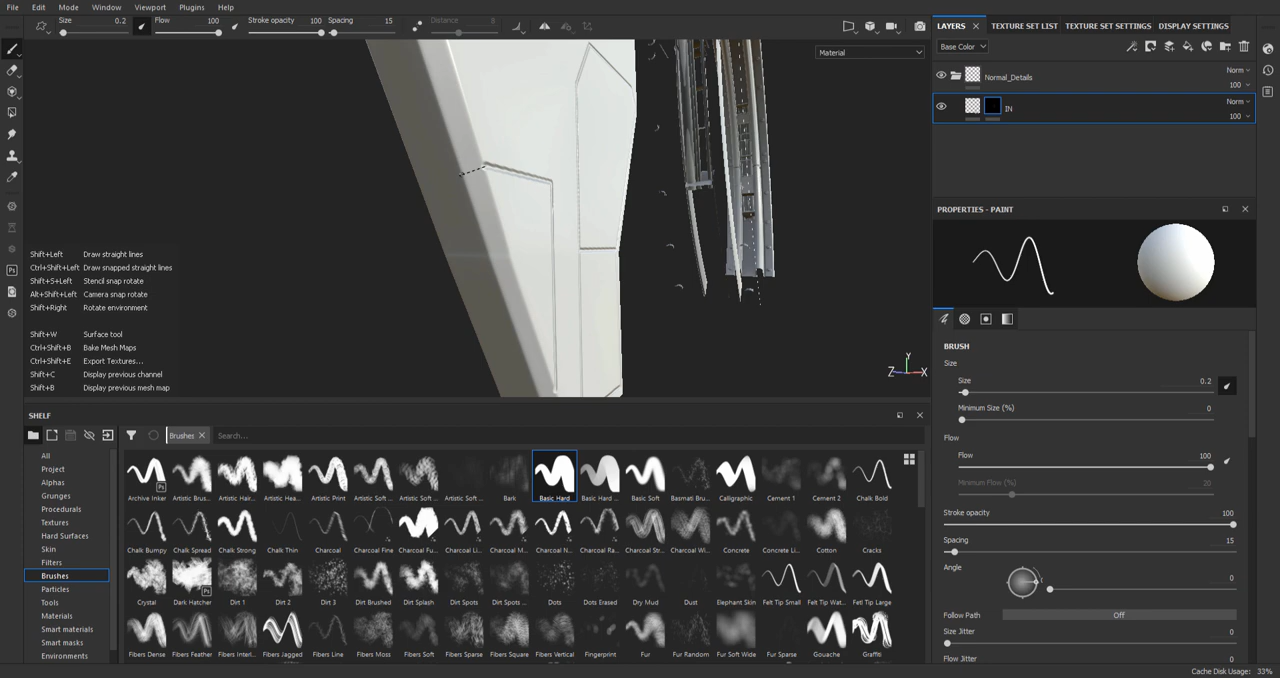 File Edit Mode Window Viewport Plugins Help
Size 0.2 Flow 100 Stroke opacity 100 Spacing 15 Distance 8
Material
LAYERS TEXTURE SET LIST TEXTURE SET SETTINGS DISPLAY SETTINGS
Base Color
Normal_Details Norm
100
IN Norm
100
PROPERTIES - PAINT
BRUSH
Size
Size 0.2
Minimum Size (%) 0
Flow
Flow 100
Minimum Flow (%) 20
Stroke opacity 100
Spacing 15
Angle 0
Follow Path Off
Size Jitter 0
Flow Jitter 0
Shift+Left Draw straight lines
Ctrl+Shift+Left Draw snapped straight lines
Shift+S+Left Stencil snap rotate
Alt+Shift+Left Camera snap rotate
Shift+Right Rotate environment
Shift+W Surface tool
Ctrl+Shift+B Bake Mesh Maps
Ctrl+Shift+E Export Textures...
Shift+C Display previous channel
Shift+B Display previous mesh map
Y
Z X
Ps
SHELF
Brushes Search...
All
Project
Alphas
Grunges
Procedurals
Textures
Hard Surfaces
Skin
Filters
Brushes
Particles
Tools
Materials
Smart materials
Smart masks
Environments
Archive Inker Artistic Brus... Artistic Hair... Artistic Hea... Artistic Print Artistic Soft ... Artistic Soft ... Artistic Soft ... Bark Basic Hard Basic Hard ... Basic Soft Basmati Bru... Calligraphic Cement 1 Cement 2 Chalk Bold
Chalk Bumpy Chalk Spread Chalk Strong Chalk Thin Charcoal Charcoal Fine Charcoal Fu... Charcoal Li... Charcoal M... Charcoal N... Charcoal Ra... Charcoal Str... Charcoal Wi... Concrete Concrete Li... Cotton Cracks
Crystal Dark Hatcher Dirt 1 Dirt 2 Dirt 3 Dirt Brushed Dirt Splash Dirt Spots Dirt Spots ... Dots Dots Erased Dry Mud Dust Elephant Skin Felt Tip Small Felt Tip Wat... Felt Tip Large
Fibers Dense Fibers Feather Fibers Interl... Fibers Jagged Fibers Line Fibers Moss Fibers Soft Fibers Sparse Fibers Square Fibers Vertical Fingerprint Fur Fur Random Fur Soft Wide Fur Sparse Gouache Graffiti
Cache Disk Usage: 33%